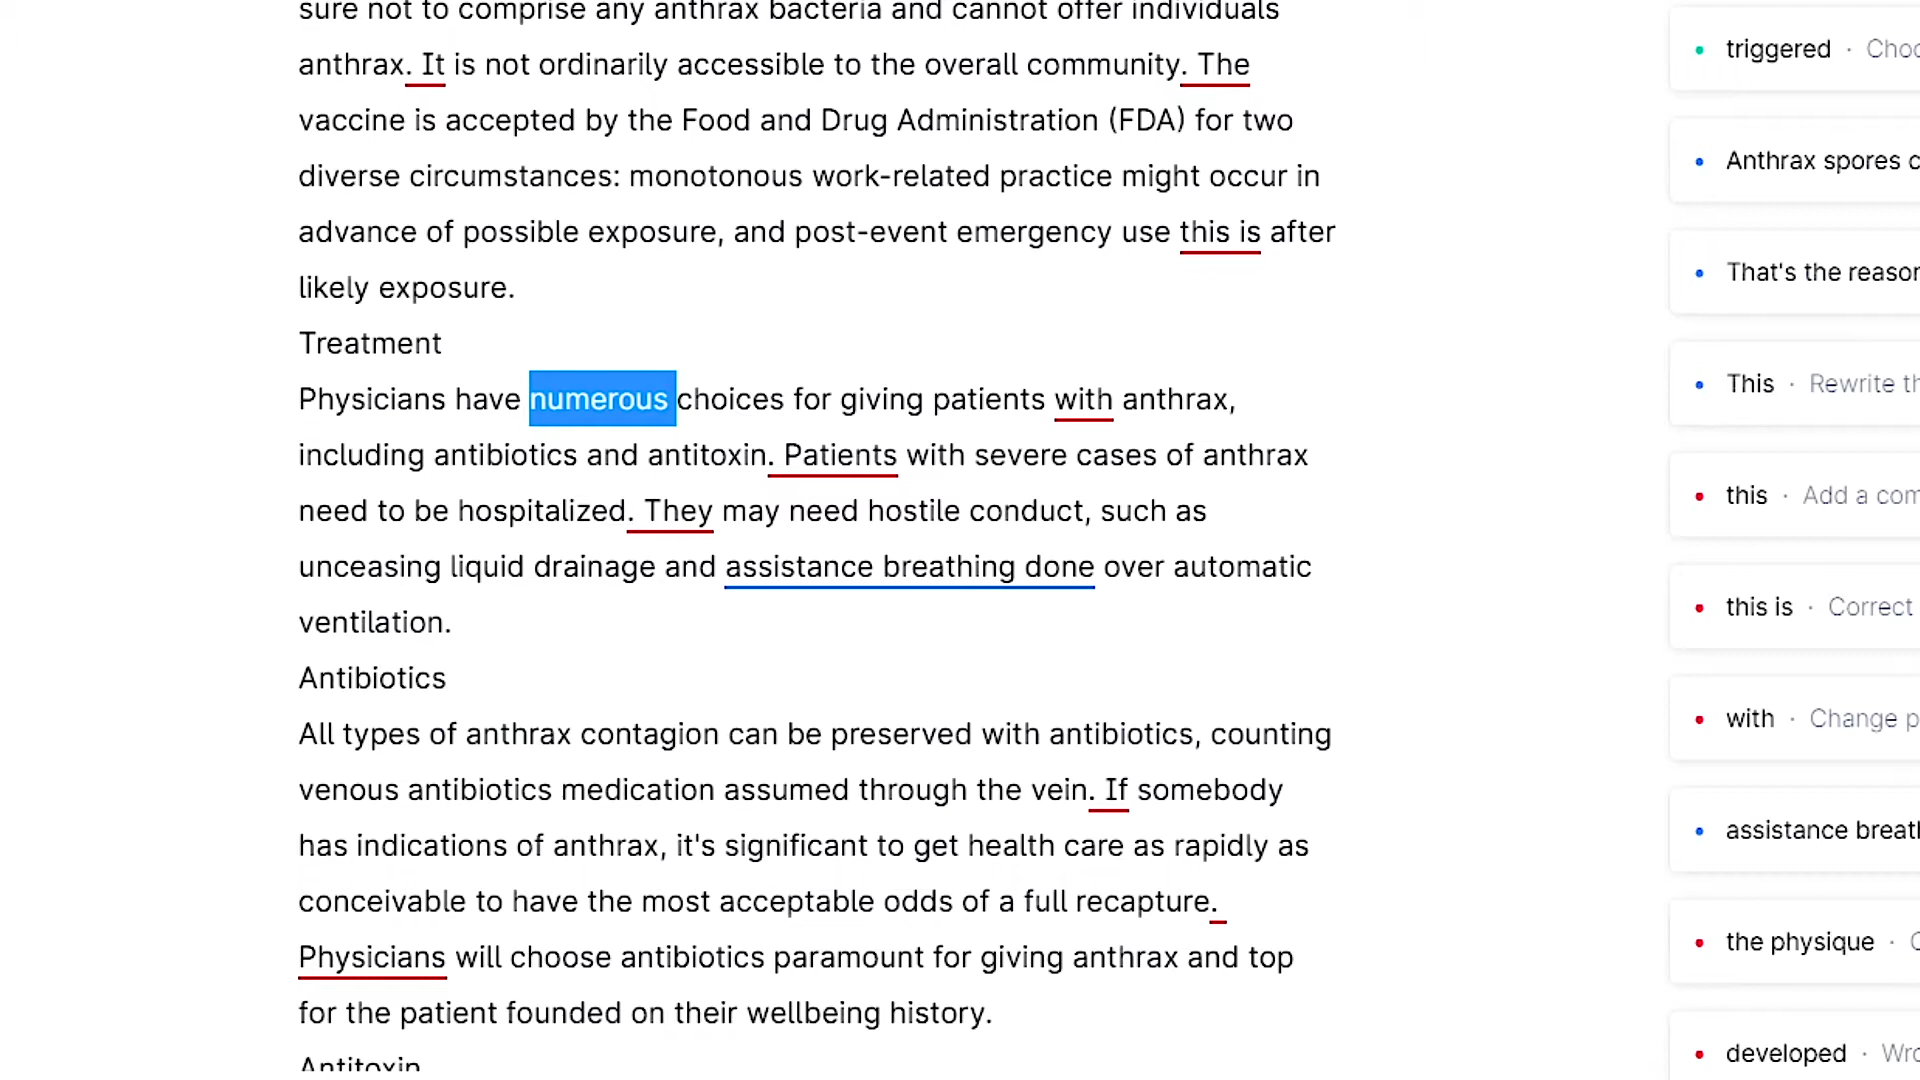 sure not to comprise any anthrax bacteria and cannot offer individuals
anthrax. It is not ordinarily accessible to the overall community. The
vaccine is accepted by the Food and Drug Administration (FDA) for two
diverse circumstances: monotonous work-related practice might occur in
advance of possible exposure, and post-event emergency use this is after
likely exposure.
Treatment
Physicians have numerous choices for giving patients with anthrax,
including antibiotics and antitoxin. Patients with severe cases of anthrax
need to be hospitalized. They may need hostile conduct, such as
unceasing liquid drainage and assistance breathing done over automatic
ventilation.
Antibiotics
All types of anthrax contagion can be preserved with antibiotics, counting
venous antibiotics medication assumed through the vein. If somebody
has indications of anthrax, it's significant to get health care as rapidly as
conceivable to have the most acceptable odds of a full recapture.
Physicians will choose antibiotics paramount for giving anthrax and top
for the patient founded on their wellbeing history.
Antitoxin
triggered · Choo
Anthrax spores c
That's the reason
This · Rewrite th
this · Add a com
this is · Correct
with · Change p
assistance breath
the physique · C
developed · Wro